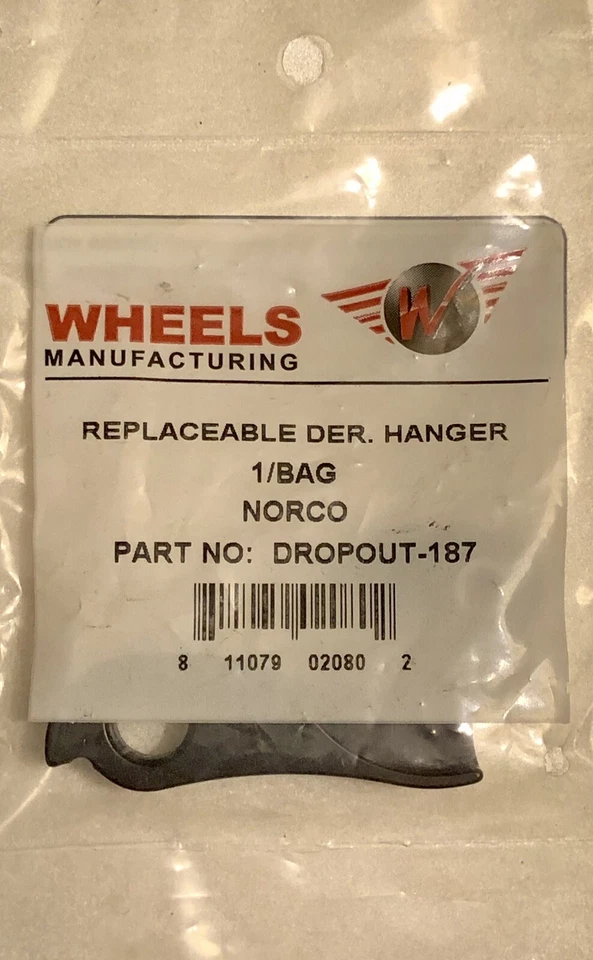 WHEELS
MANUFACTURING
W
REPLACEABLE DER. HANGER
1/BAG
NORCO
PART NO: DROPOUT-187
8 11079 02080 2